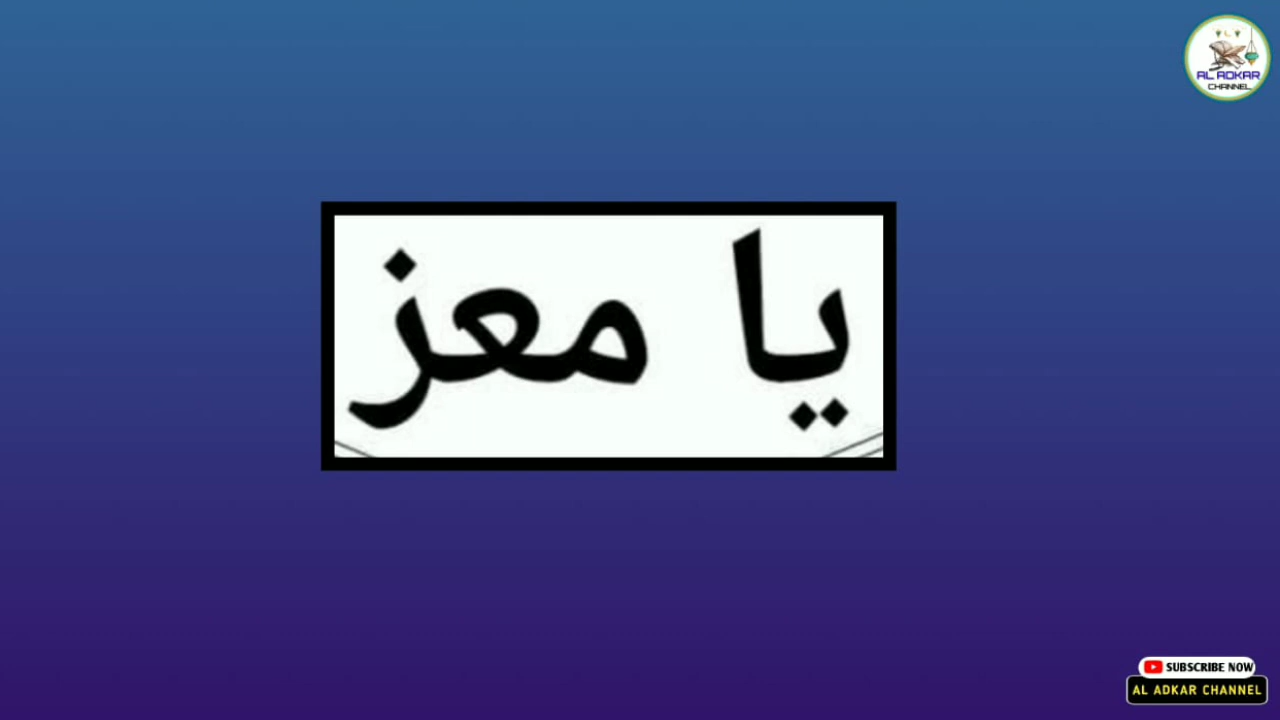 AL ADKAR
CHANNEL
يا معز
SUBSCRIBE NOW
AL ADKAR CHANNEL